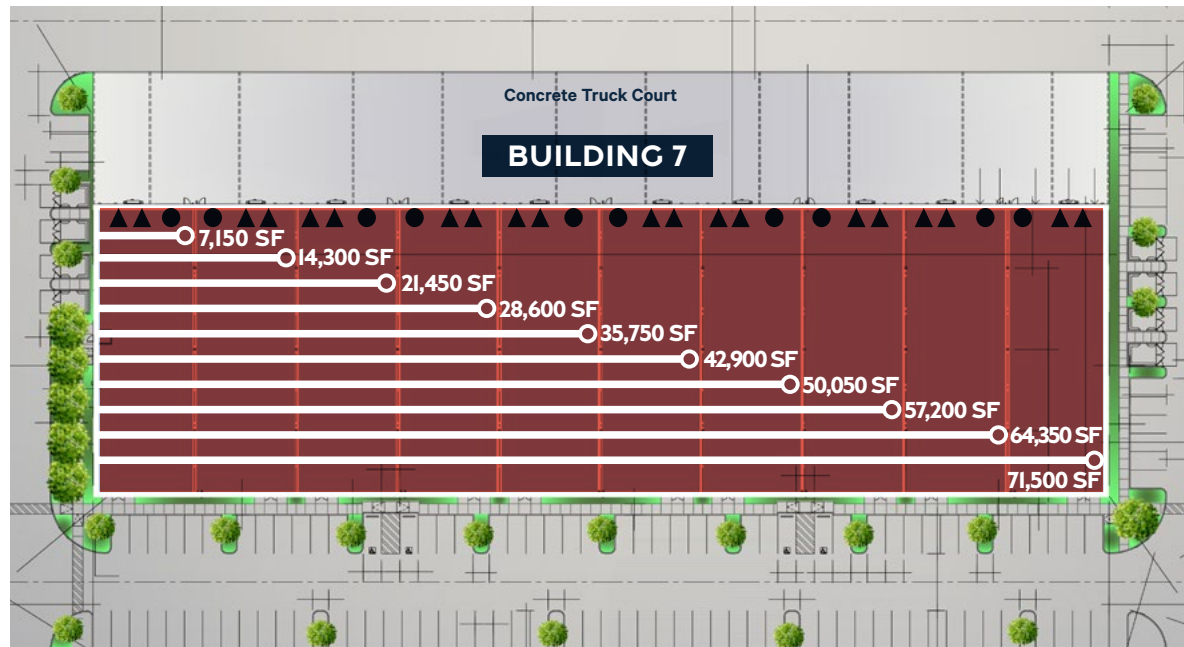 Concrete Truck Court
BUILDING 7
7,150 SF
14,300 SF
21,450 SF
28,600 SF
35,750 SF
42,900 SF
50,050 SF
57,200 SF
64,350 SF
71,500 SF